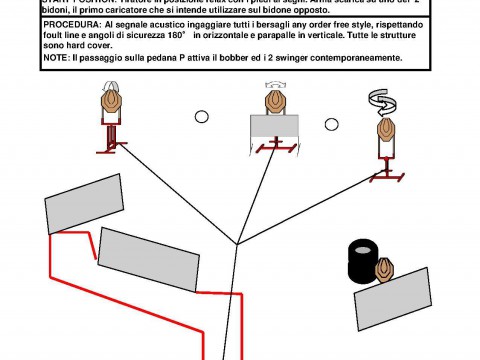 START POSITION: Tiratore in posizione relax con i piedi ai segni. Arma scarica su uno dei 2
bidoni, il primo caricatore che si intende utilizzare sul bidone opposto.
PROCEDURA: Al segnale acustico ingaggiare tutti i bersagli any order free style, rispettando
foult line e angoli di sicurezza 180° in orizzontale e parapalle in verticale. Tutte le strutture
sono hard cover.
NOTE: Il passaggio sulla pedana P attiva il bobber ed i 2 swinger contemporaneamente.